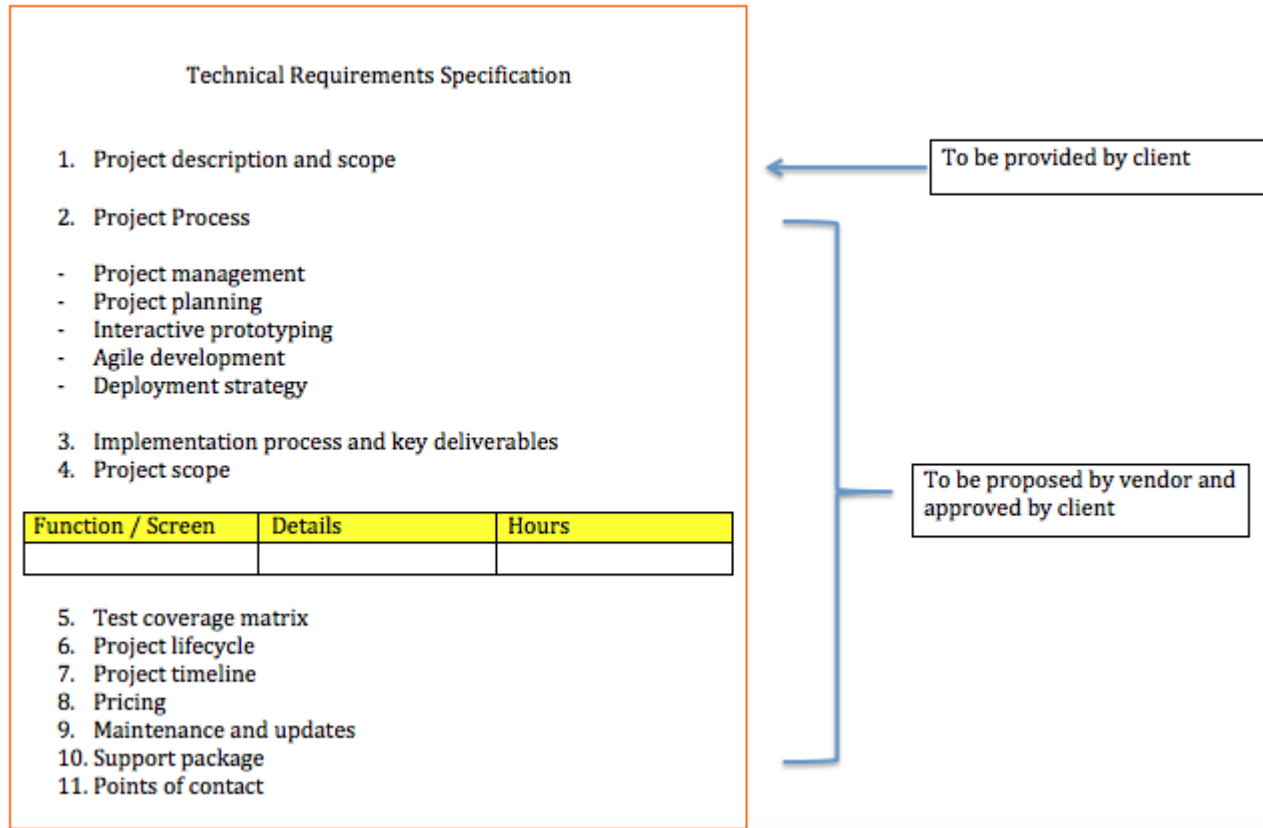 Technical Requirements Specification
1. Project description and scope
To be provided by client
2. Project Process
- Project management
- Project planning
- Interactive prototyping
- Agile development
- Deployment strategy
3. Implementation process and key deliverables
4. Project scope
To be proposed by vendor and
approved by client
Function / Screen Details Hours
5. Test coverage matrix
6. Project lifecycle
7. Project timeline
8. Pricing
9. Maintenance and updates
10. Support package
11. Points of contact